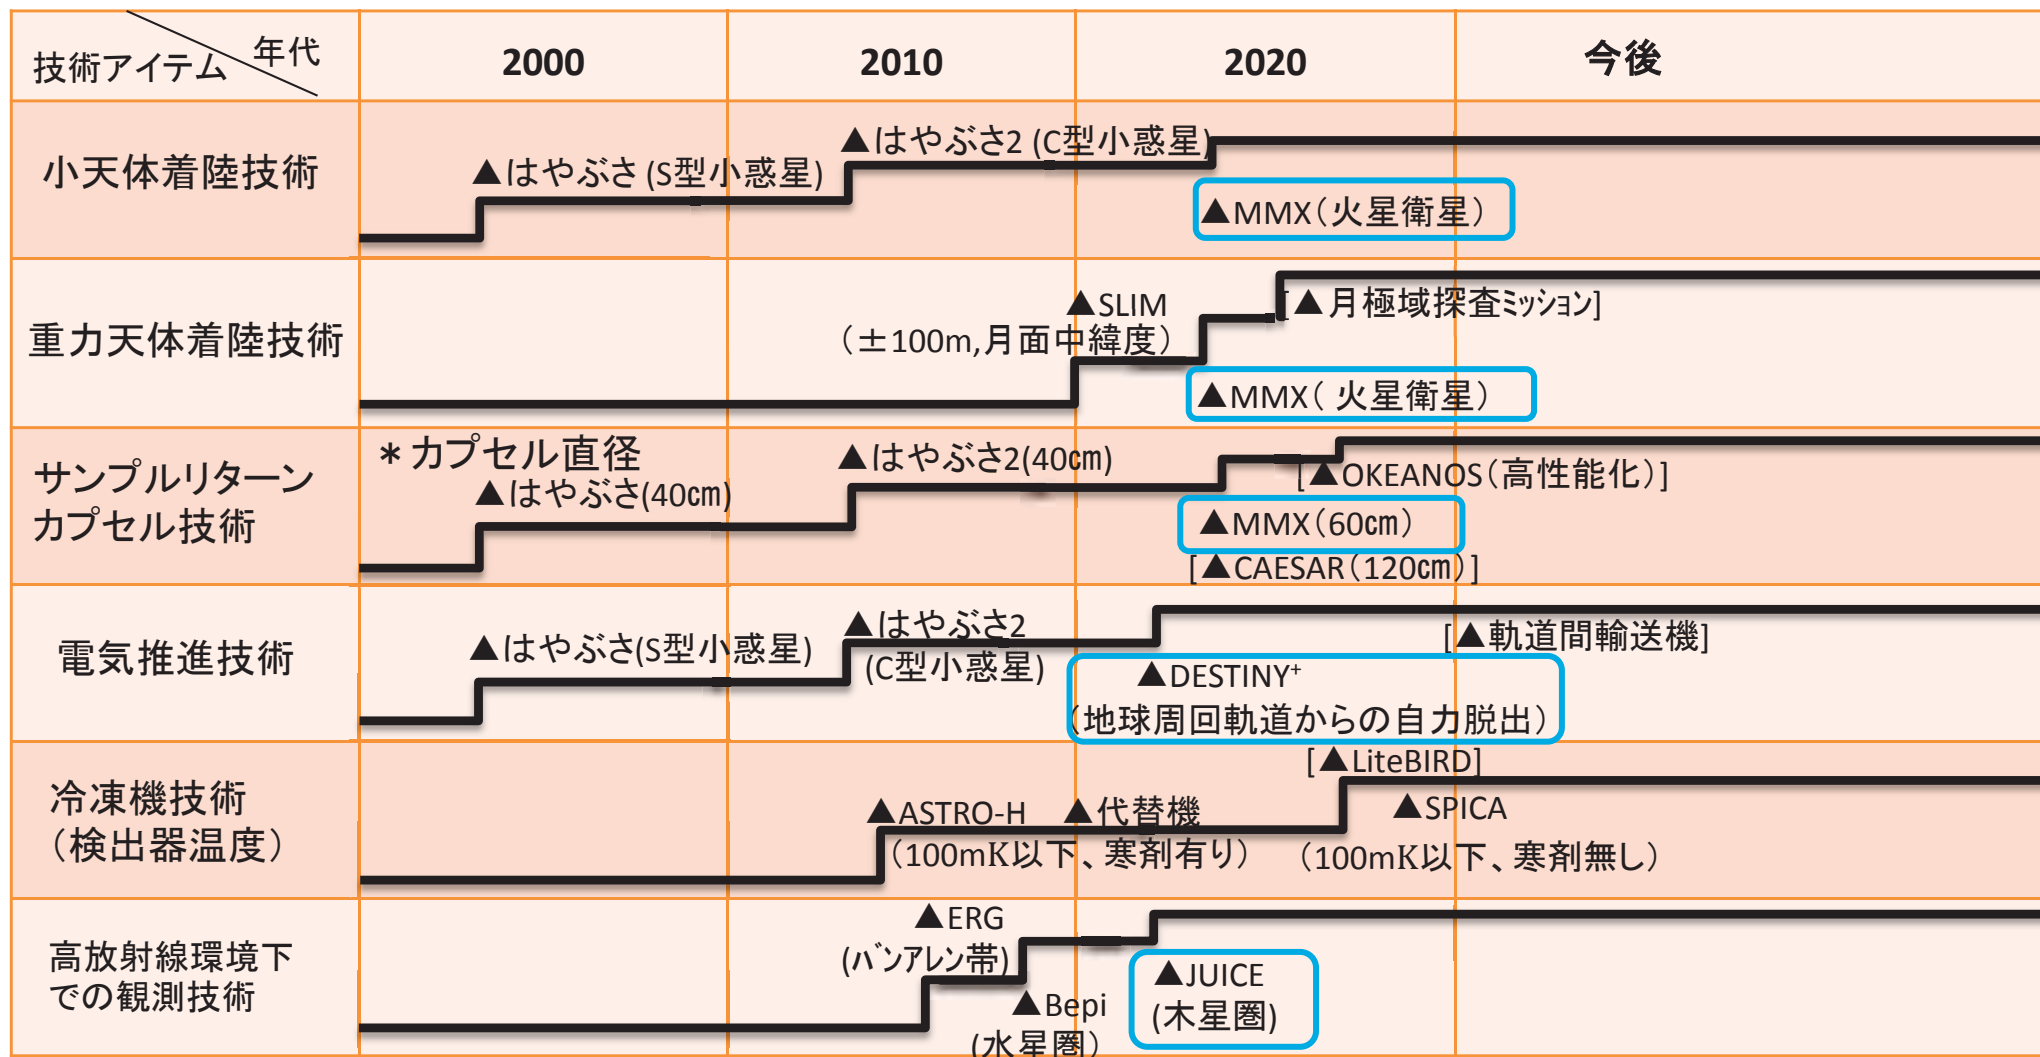 年代
技術アイテム
2000
2010
2020
今後
小天体着陸技術
▲はやぶさ (S型小惑星)
▲はやぶさ2 (C型小惑星)
▲MMX（火星衛星）
重力天体着陸技術
▲SLIM
（±100m,月面中緯度）
[▲月極域探査ミッション]
▲MMX（ 火星衛星）
サンプルリターン
カプセル技術
＊カプセル直径
▲はやぶさ(40㎝)
▲はやぶさ2(40㎝)
[▲OKEANOS（高性能化）]
▲MMX（60㎝）
[▲CAESAR（120㎝）]
電気推進技術
▲はやぶさ(S型小惑星)
▲はやぶさ2
(C型小惑星)
[▲軌道間輸送機]
▲DESTINY⁺
（地球周回軌道からの自力脱出）
冷凍機技術
（検出器温度）
▲ASTRO-H
▲代替機
（100mK以下、寒剤有り）
[▲LiteBIRD]
▲SPICA
（100mK以下、寒剤無し）
高放射線環境下
での観測技術
▲ERG
(ﾊﾞﾝアレン帯)
▲Bepi
(水星圏）
▲JUICE
(木星圏)